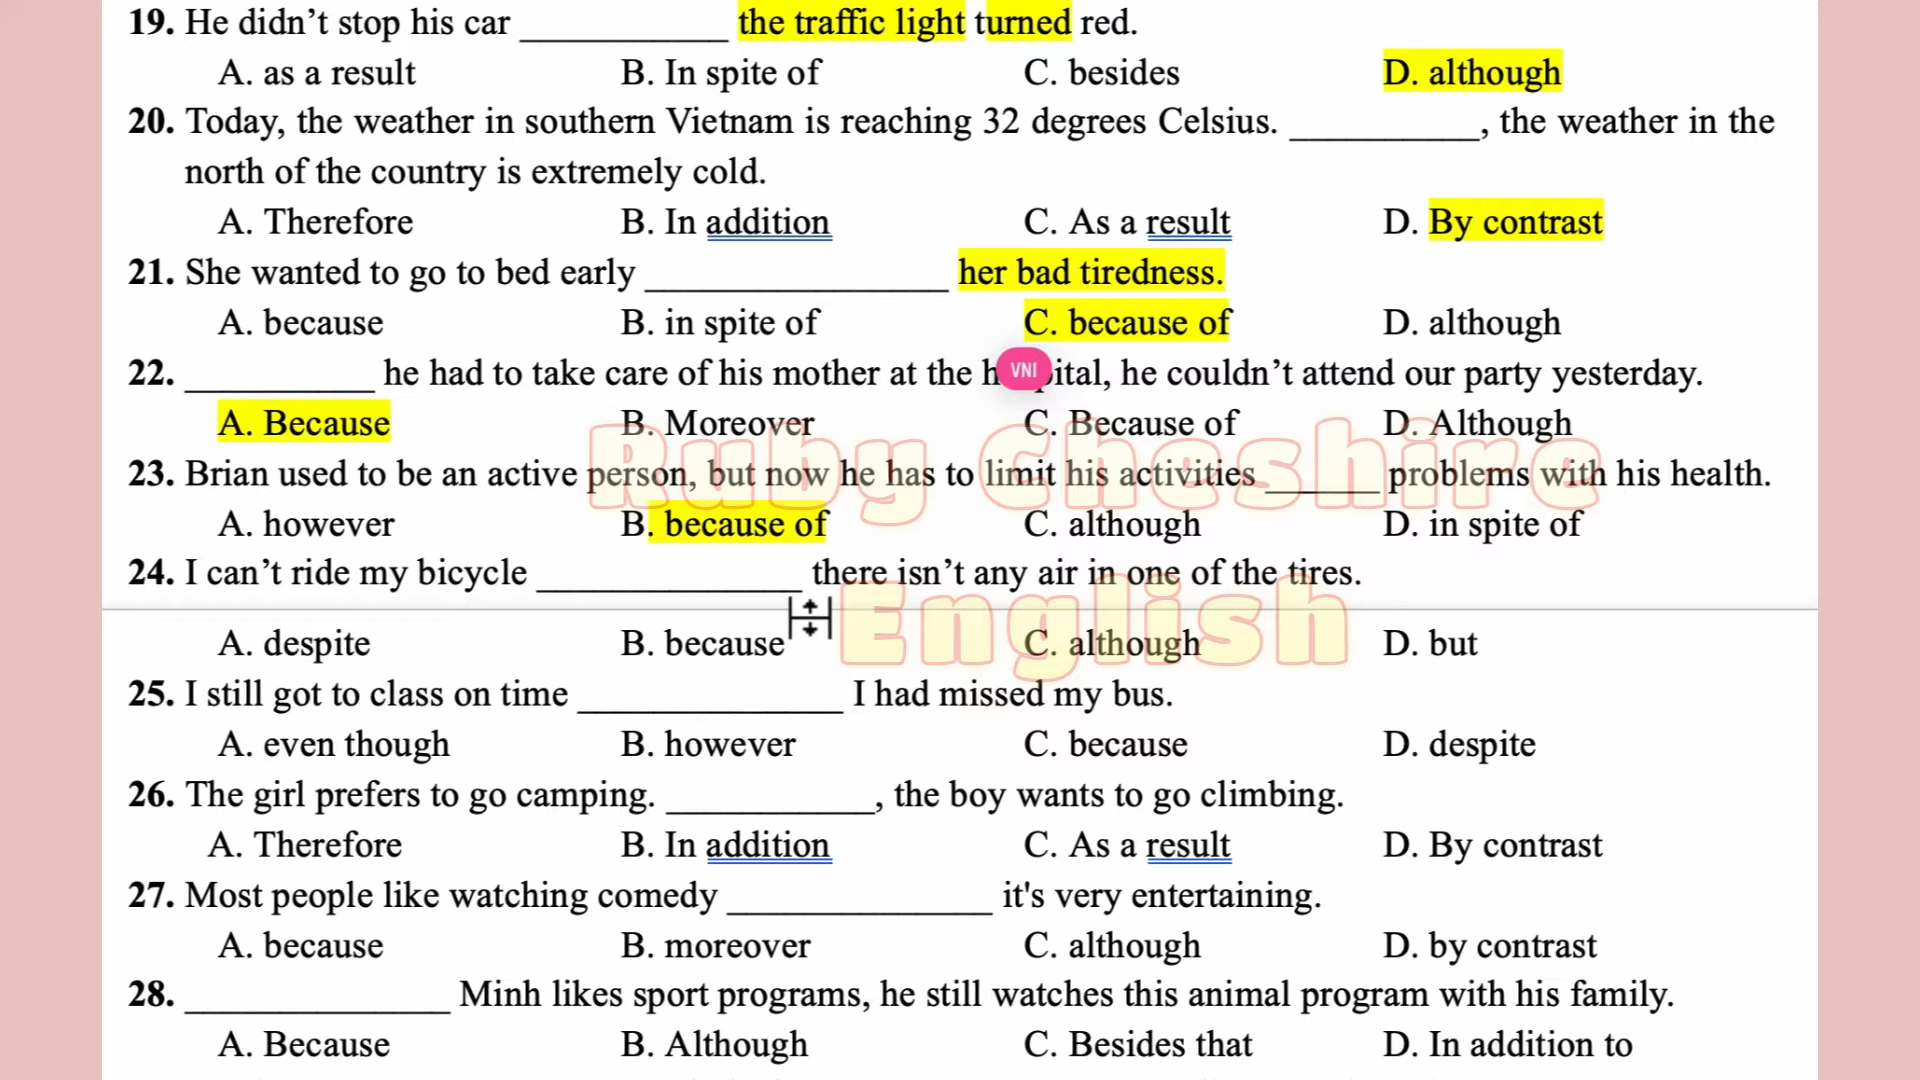 19. He didn’t stop his car ___________ the traffic light turned red.
A. as a result B. In spite of C. besides D. although
20. Today, the weather in southern Vietnam is reaching 32 degrees Celsius. __________, the weather in the
north of the country is extremely cold.
A. Therefore B. In addition C. As a result D. By contrast
21. She wanted to go to bed early ________________ her bad tiredness.
A. because B. in spite of C. because of D. although
22. __________ he had to take care of his mother at the h ital, he couldn’t attend our party yesterday.
VNI
A. Because B. Moreover C. Because of D. Although
Ruby Cheshire
23. Brian used to be an active person, but now he has to limit his activities ______ problems with his health.
A. however B. because of C. although D. in spite of
24. I can’t ride my bicycle ______________ there isn’t any air in one of the tires.
English
A. despite B. because C. although D. but
25. I still got to class on time ______________ I had missed my bus.
A. even though B. however C. because D. despite
26. The girl prefers to go camping. ___________, the boy wants to go climbing.
A. Therefore B. In addition C. As a result D. By contrast
27. Most people like watching comedy ______________ it's very entertaining.
A. because B. moreover C. although D. by contrast
28. ______________ Minh likes sport programs, he still watches this animal program with his family.
A. Because B. Although C. Besides that D. In addition to